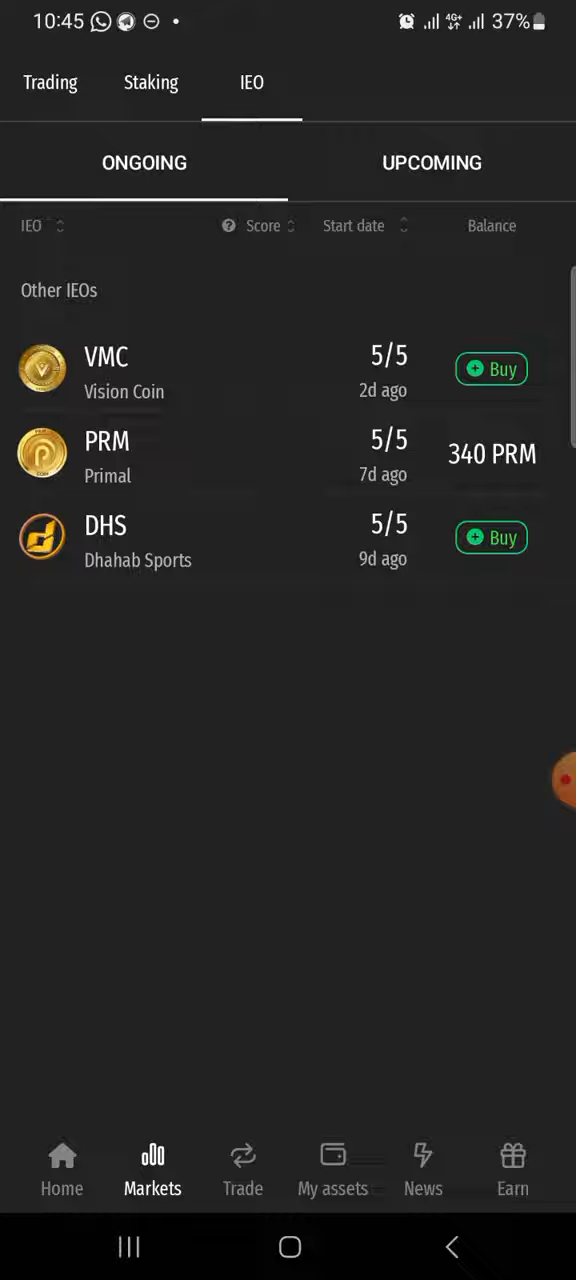 10:45 4G+ 37%
Trading Staking IEO
ONGOING UPCOMING
IEO ? Score Start date Balance
Other IEOs
VMC 5/5
Vision Coin 2d ago Buy
PRM 5/5
Primal 7d ago 340 PRM
DHS 5/5
Dhahab Sports 9d ago Buy
Home Markets Trade My assets News Earn